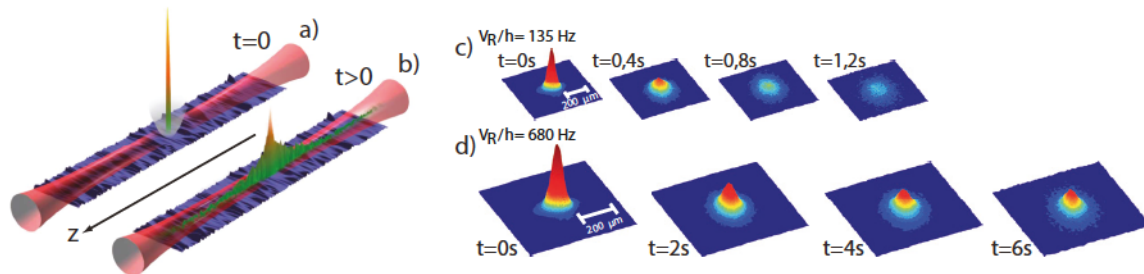 a)
t=0
b)
t>0
z
c)
V_R/h= 135 Hz
t=0s
t=0,4s
t=0,8s
t=1,2s
200 μm
d)
V_R/h= 680 Hz
200 μm
t=0s
t=2s
t=4s
t=6s